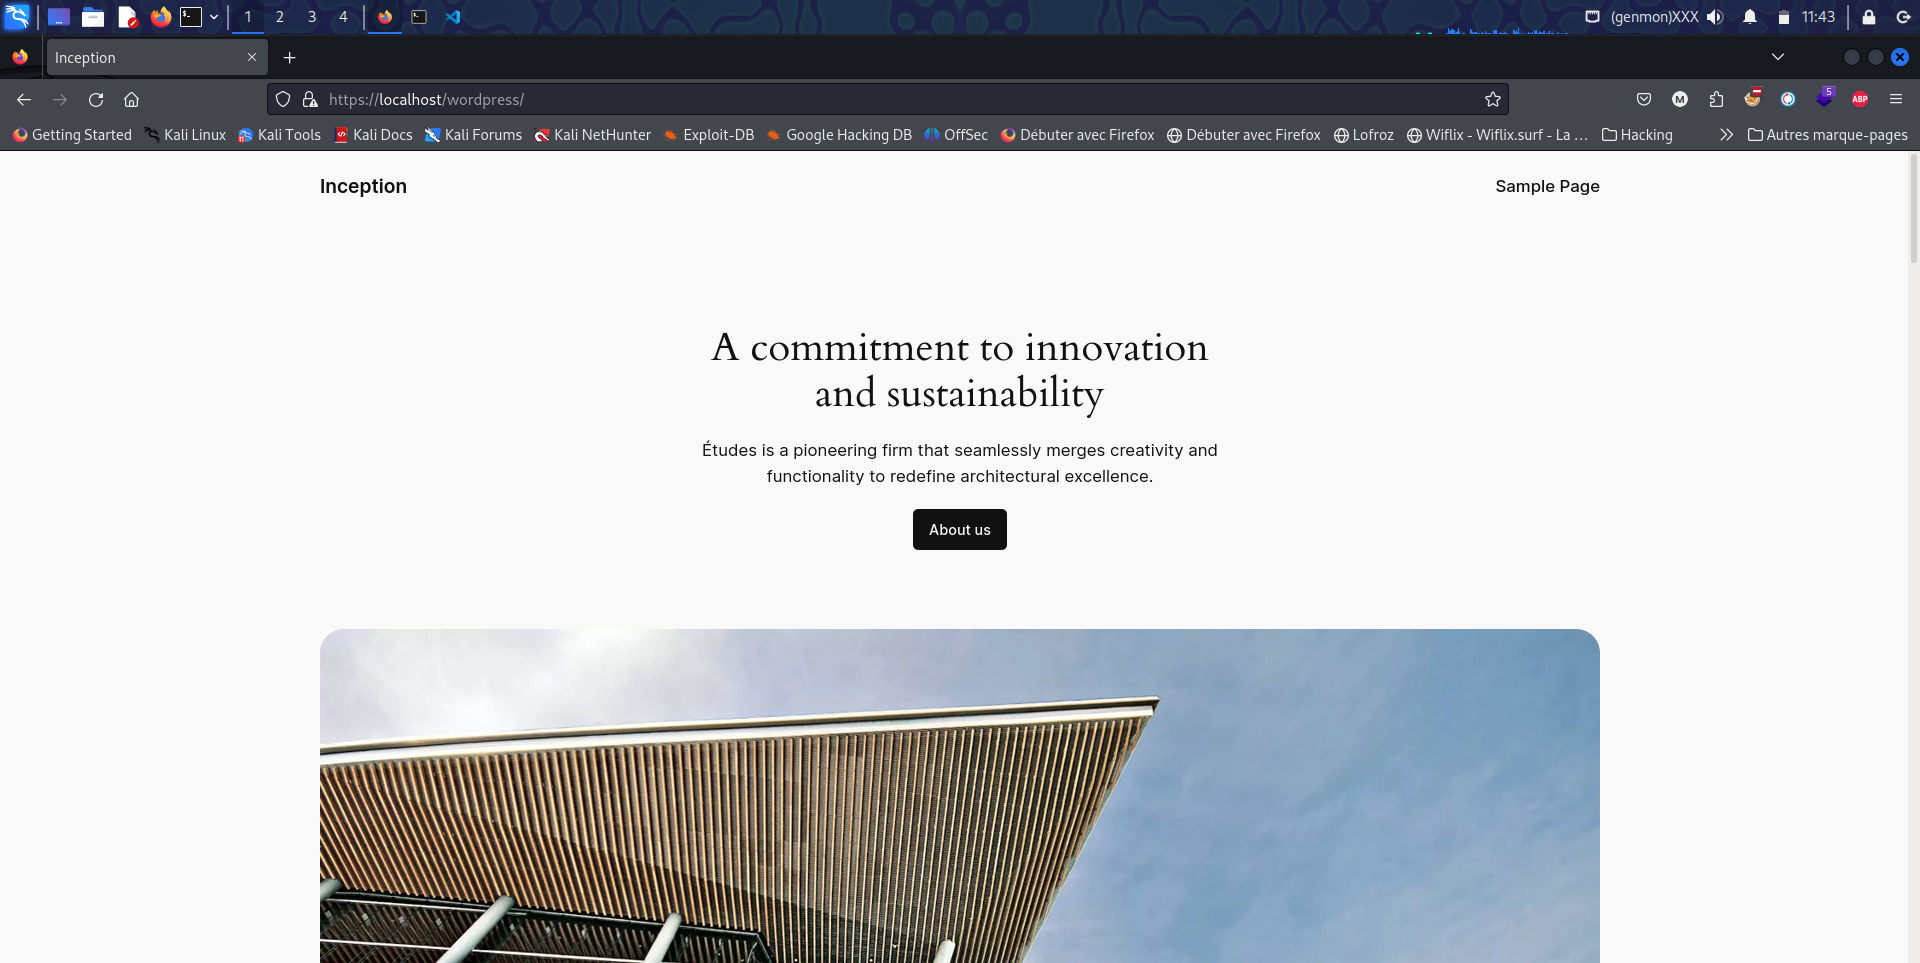 1 2 3 4 (genmon)XXX 11:43
Inception
https://localhost/wordpress/ M 5 ABP
Getting Started Kali Linux Kali Tools Kali Docs Kali Forums Kali NetHunter Exploit-DB Google Hacking DB OffSec Débuter avec Firefox Débuter avec Firefox Lofroz Wiflix - Wiflix.surf - La … Hacking Autres marque-pages
Inception Sample Page
A commitment to innovation
and sustainability
Études is a pioneering firm that seamlessly merges creativity and
functionality to redefine architectural excellence.
About us